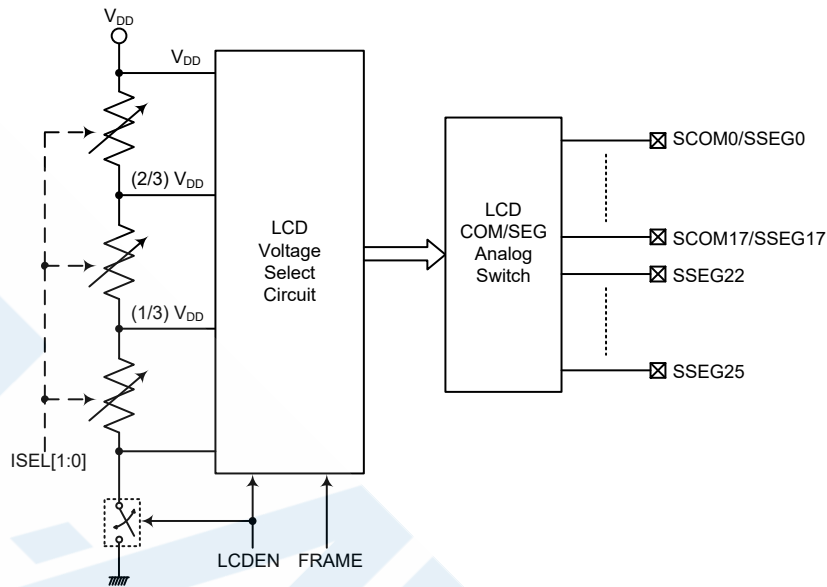 VDD
VDD
(2/3) VDD
(1/3) VDD
ISEL[1:0]
LCD
Voltage
Select
Circuit
LCDEN
FRAME
LCD
COM/SEG
Analog
Switch
SCOM0/SSEG0
SCOM17/SSEG17
SSEG22
SSEG25